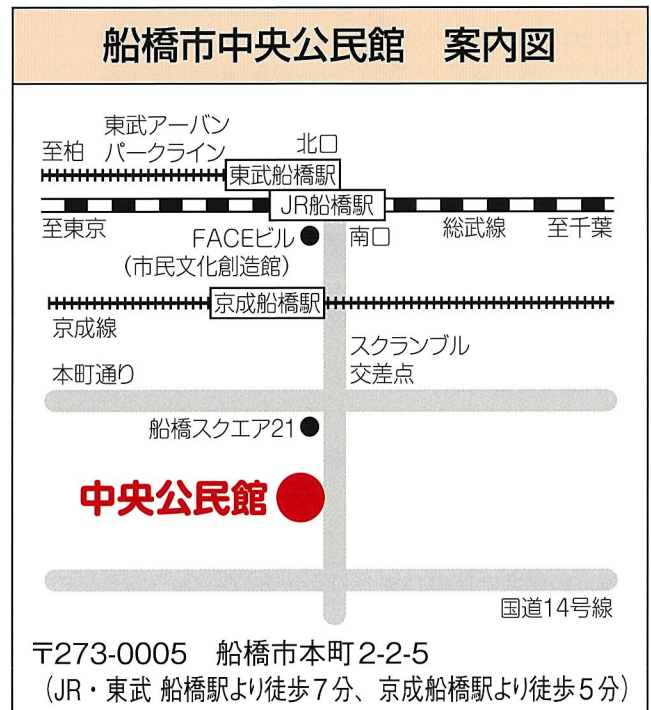 船橋市中央公民館　案内図
東武アーバン
パークライン
北口
至柏
東武船橋駅
JR船橋駅
至東京
FACEビル
(市民文化創造館)
南口
総武線
至千葉
京成船橋駅
京成線
スクランブル
交差点
本町通り
船橋スクエア21
中央公民館
国道14号線
〒273-0005　船橋市本町2-2-5
(JR・東武 船橋駅より徒歩7分、京成船橋駅より徒歩5分)